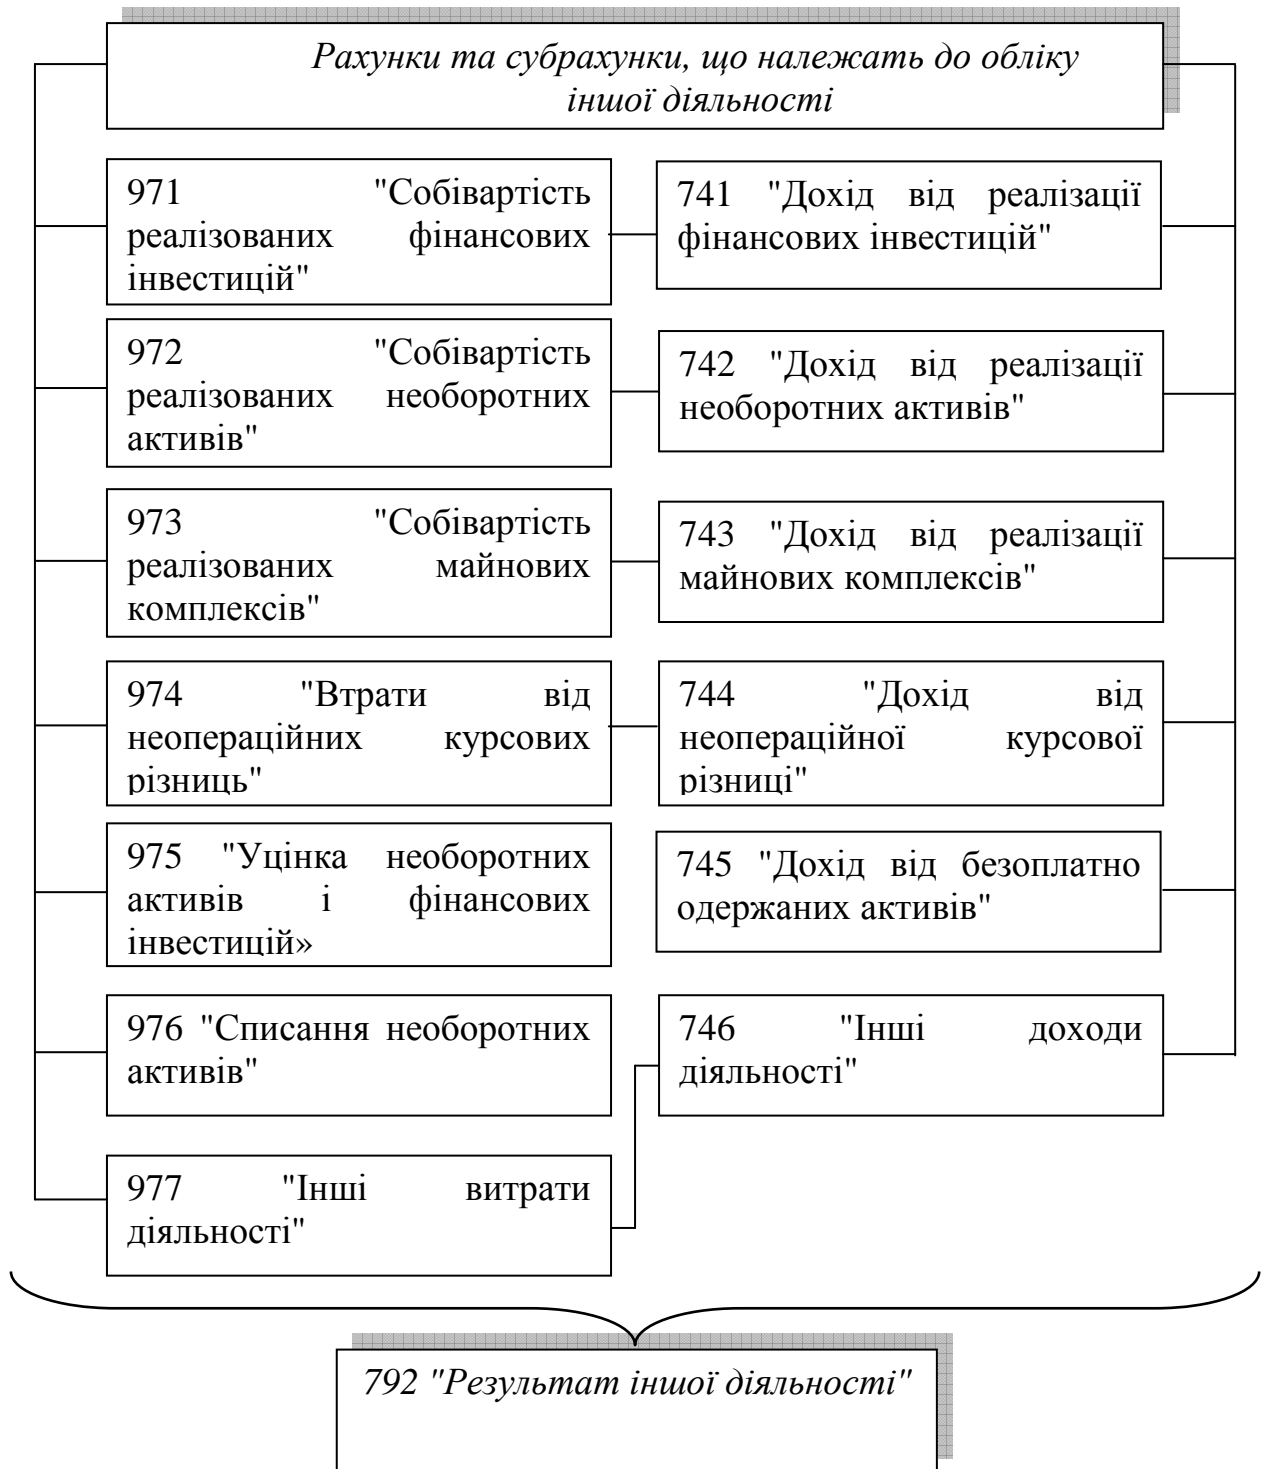 Рахунки та субрахунки, що належать до обліку
іншої діяльності
971 "Собівартість
реалізованих фінансових
інвестицій"
741 "Дохід від реалізації
фінансових інвестицій"
972 "Собівартість
реалізованих необоротних
активів"
742 "Дохід від реалізації
необоротних активів"
973 "Собівартість
реалізованих майнових
комплексів"
743 "Дохід від реалізації
майнових комплексів"
974 "Втрати від
неопераційних курсових
різниць"
744 "Дохід від
неопераційної курсової
різниці"
975 "Уцінка необоротних
активів і фінансових
інвестицій»
745 "Дохід від безоплатно
одержаних активів"
976 "Списання необоротних
активів"
746 "Інші доходи
діяльності"
977 "Інші витрати
діяльності"
792 "Результат іншої діяльності"